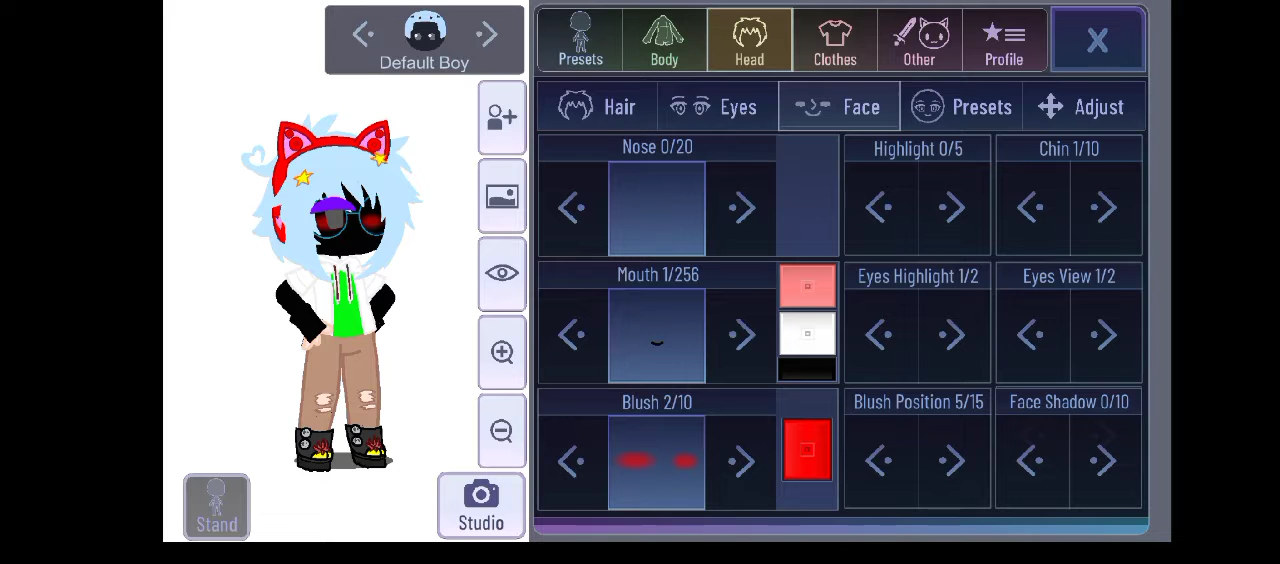 Default Boy
Presets
Body
Head
Clothes
Other
Profile
X
Hair
Eyes
Face
Presets
Adjust
Nose 0/20
Highlight 0/5
Chin 1/10
Mouth 1/256
Eyes Highlight 1/2
Eyes View 1/2
Blush 2/10
Blush Position 5/15
Face Shadow 0/10
Stand
Studio